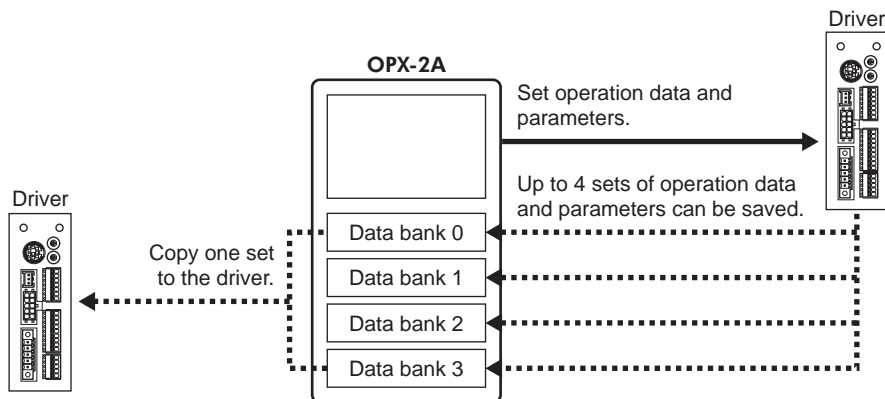 Driver
OPX-2A
Set operation data and
parameters.
Up to 4 sets of operation data
and parameters can be saved.
Driver
Copy one set
to the driver.
Data bank 0
Data bank 1
Data bank 2
Data bank 3